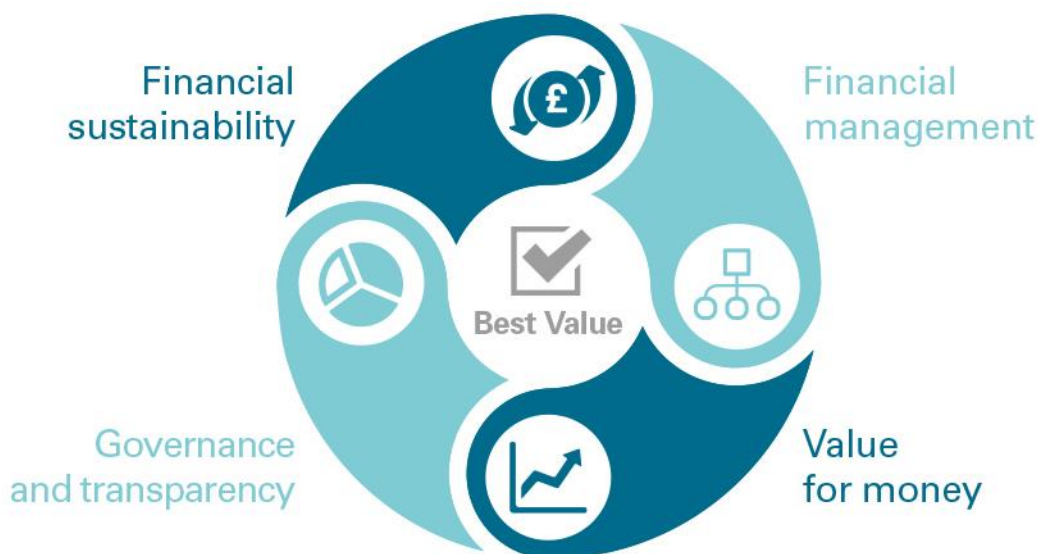 Financial
sustainability
£
Financial
management
Best Value
Governance
and transparency
Value
for money